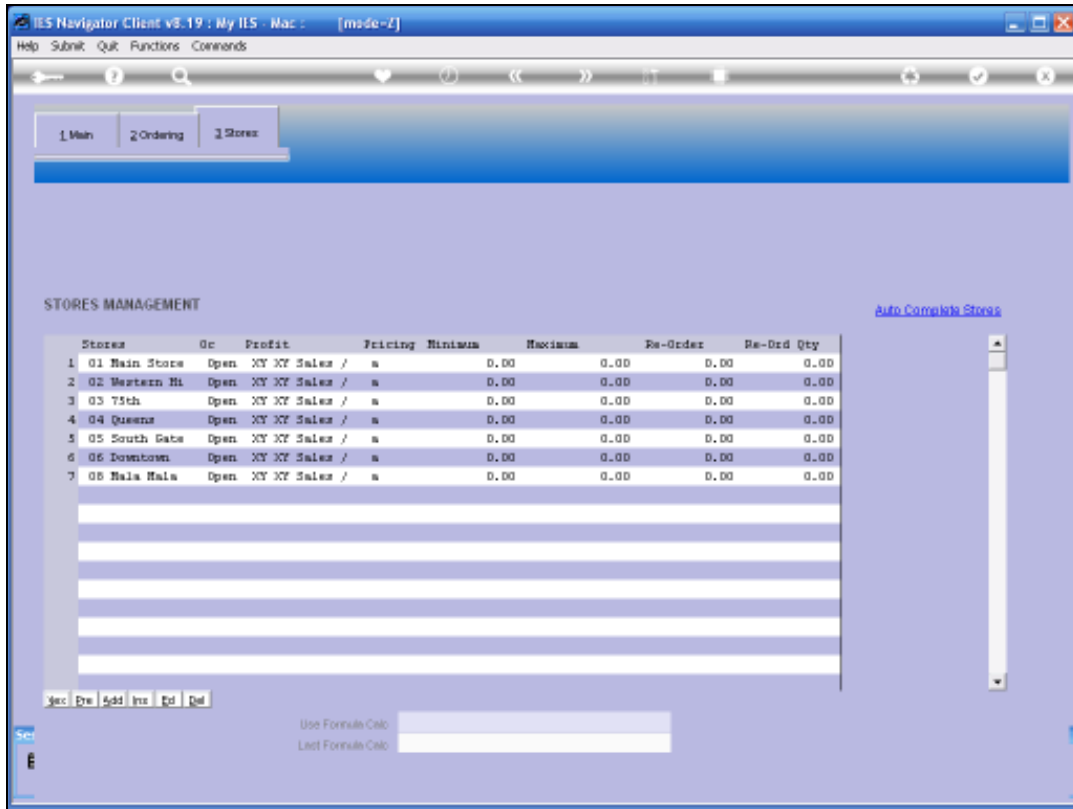 IES Navigator Client v8.19 : My IES - Mac : [mode=Z]
Help Submit Quit Functions Commands
1 Main 2 Ordering 3 Stores
STORES MANAGEMENT
Auto Complete Stores
Stores Oc Profit Pricing Minimum Maximum Re-Order Re-Ord Qty
1 01 Main Store Open XY XY Sales / m 0.00 0.00 0.00 0.00
2 02 Western Hi Open XY XY Sales / m 0.00 0.00 0.00 0.00
3 03 75th Open XY XY Sales / m 0.00 0.00 0.00 0.00
4 04 Queens Open XY XY Sales / m 0.00 0.00 0.00 0.00
5 05 South Gate Open XY XY Sales / m 0.00 0.00 0.00 0.00
6 06 Downtown Open XY XY Sales / m 0.00 0.00 0.00 0.00
7 08 Mala Mala Open XY XY Sales / m 0.00 0.00 0.00 0.00
Nex Pre Add Ins Ed Del
Use Formula Calc
Last Formula Calc